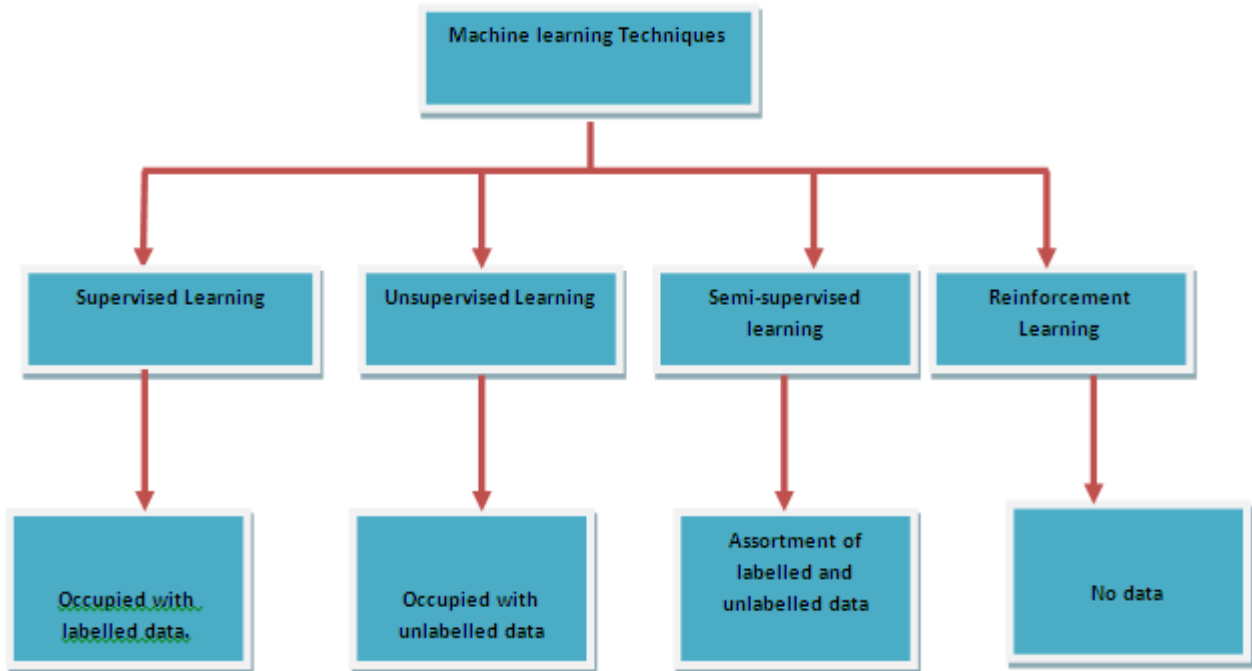 Machine learning Techniques
Supervised Learning
Unsupervised Learning
Semi-supervised
learning
Reinforcement
Learning
Occupied with
labelled data.
Occupied with
unlabelled data
Assortment of
labelled and
unlabelled data
No data